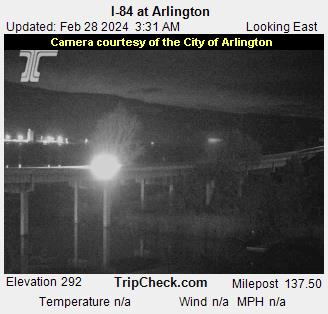 I-84 at Arlington
Updated: Feb 28 2024 3:31 AM Looking East
Camera courtesy of the City of Arlington
Elevation 292 TripCheck.com Milepost 137.50
Temperature n/a Wind n/a MPH n/a